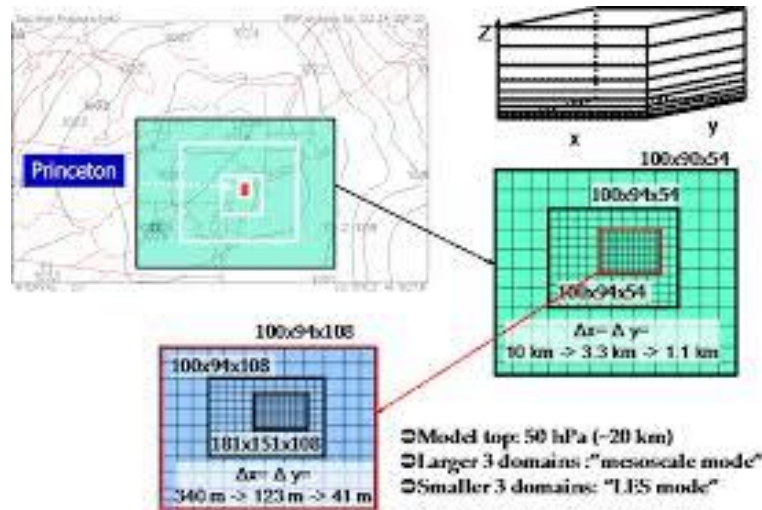 Z
x
y
Princeton
100x90x54
100x94x54
100x94x54
Δx= Δ y=
10 km -> 3.3 km -> 1.1 km
100x94x108
100x94x108
181x151x108
Δx= Δ y=
340 m -> 123 m -> 41 m
➲Model top: 50 hPa (~20 km)
➲Larger 3 domains :"mesoscale mode"
➲Smaller 3 domains: "LES mode"